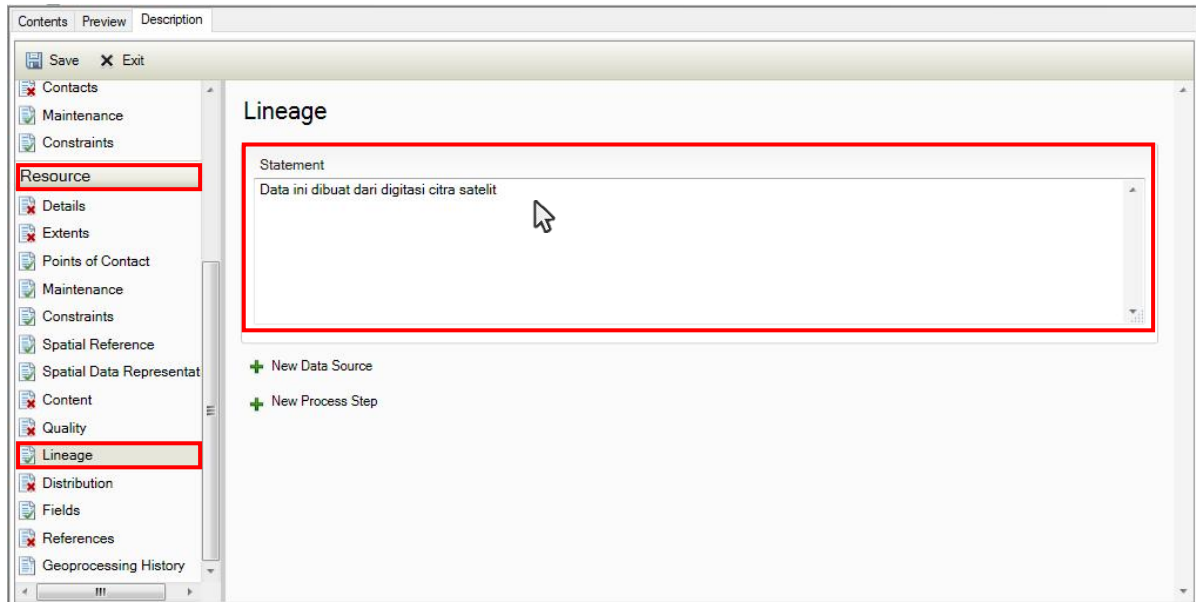 Contents Preview Description
Save Exit
Contacts
Maintenance
Constraints
Resource
Details
Extents
Points of Contact
Maintenance
Constraints
Spatial Reference
Spatial Data Representat
Content
Quality
Lineage
Distribution
Fields
References
Geoprocessing History
Lineage
Statement
Data ini dibuat dari digitasi citra satelit
New Data Source
New Process Step